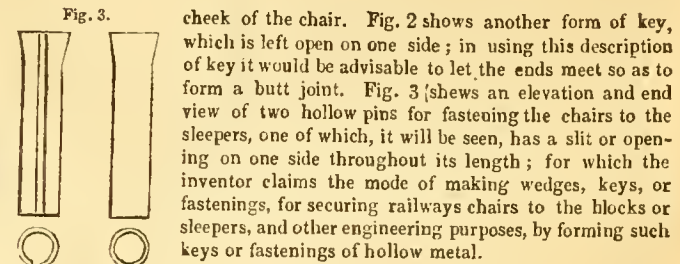 Fig. 3.
cheek of the chair. Fig. 2 shows another form of key,
which is left open on one side; in using this description
of key it would be advisable to let the ends meet so as to
form a butt joint. Fig. 3 shews an elevation and end
view of two hollow pins for fastening the chairs to the
sleepers, one of which, it will be seen, has a slit or open-
ing on one side throughout its length; for which the
inventor claims the mode of making wedges, keys, or
fastenings, for securing railways chairs to the blocks or
sleepers, and other engineering purposes, by forming such
keys or fastenings of hollow metal.